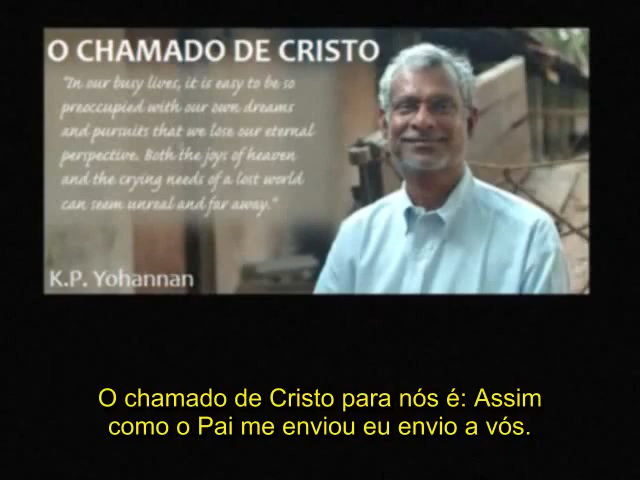 O CHAMADO DE CRISTO
"In our busy lives, it is easy to be so
preoccupied with our own dreams
and pursuits that we lose our eternal
perspective. Both the joys of heaven
and the crying needs of a lost world
can seem unreal and far away."
K.P. Yohannan
O chamado de Cristo para nós é: Assim
como o Pai me enviou eu envio a vós.